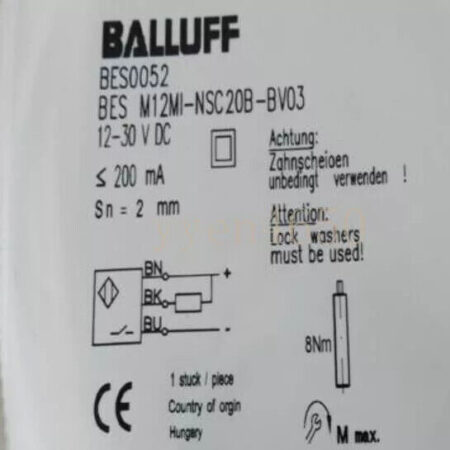 BALLUFF
BES0052
BES M12MI-NSC20B-BV03
12-30 V DC
≤ 200 mA
Sn = 2 mm
Achtung:
Zahnscheioen
unbedingt verwenden !
Attention:
Lock washers
must be used!
BN +
BK
BU -
8Nm
1 stuck / piece
Country of orgin
Hungary
CE
M max.